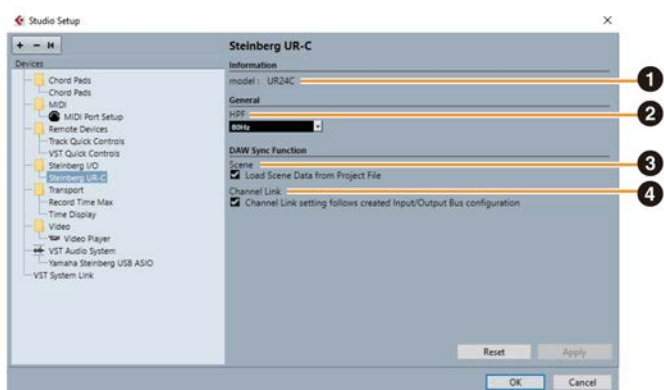 Studio Setup
Devices
Chord Pads
Chord Pads
MIDI
MIDI Port Setup
Remote Devices
Track Quick Controls
VST Quick Controls
Steinberg I/O
Steinberg UR-C
Transport
Record Time Max
Time Display
Video
Video Player
VST Audio System
Yamaha Steinberg USB ASIO
VST System Link
Steinberg UR-C
Information
model : UR24C
1
General
HPF
2
80Hz
DAW Sync Function
Scene
3
Load Scene Data from Project File
Channel Link
4
Channel Link setting follows created Input/Output Bus configuration
Reset Apply
OK Cancel